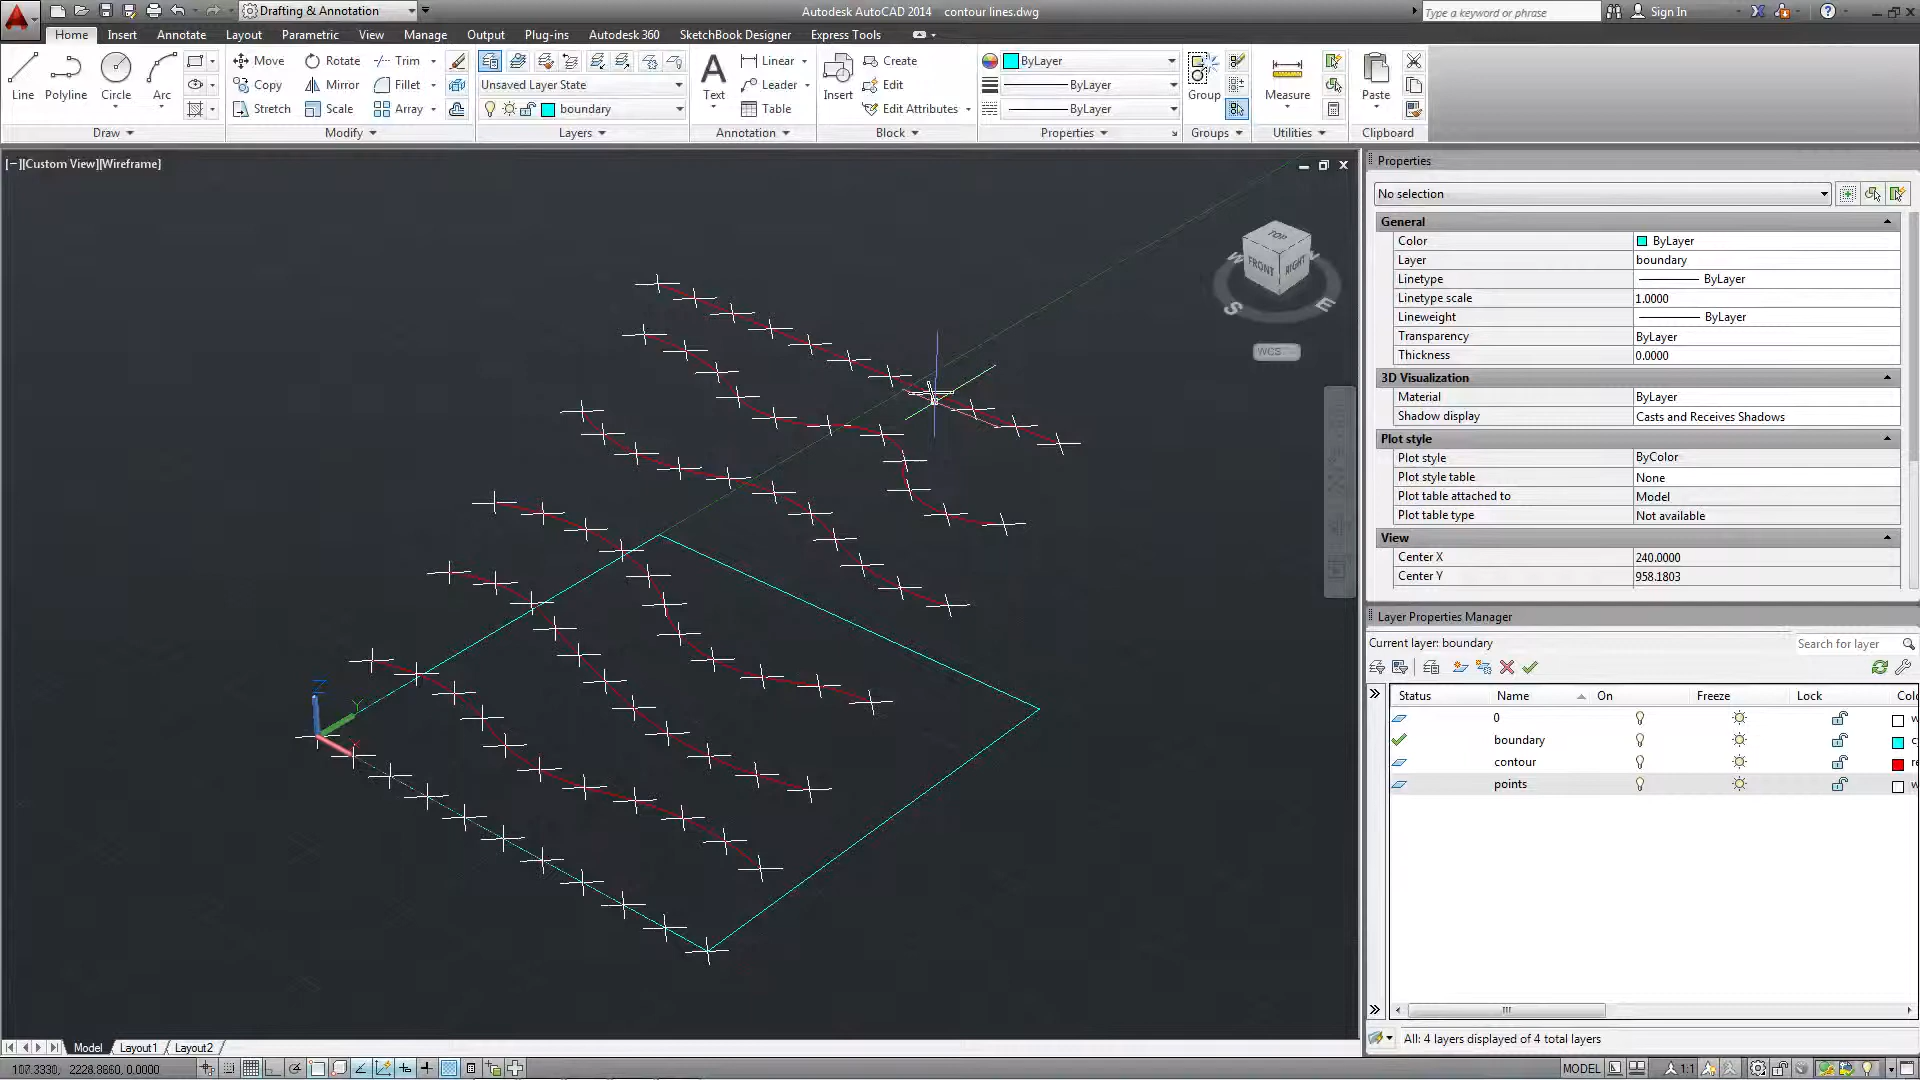 Drafting & Annotation
Autodesk AutoCAD 2014 contour lines.dwg
Type a keyword or phrase
Sign In
Home Insert Annotate Layout Parametric View Manage Output Plug-ins Autodesk 360 SketchBook Designer Express Tools
Line Polyline Circle Arc
Move Rotate Trim
Copy Mirror Fillet
Stretch Scale Array
Unsaved Layer State
boundary
Text
Linear
Leader
Table
Insert
Create
Edit
Edit Attributes
ByLayer
ByLayer
ByLayer
Group
Measure
Paste
Draw Modify Layers Annotation Block Properties Groups Utilities Clipboard
[−][Custom View][Wireframe]
TOP
FRONT RIGHT
W
S E
WCS
Z
Y
X
Properties
No selection
General
Color ByLayer
Layer boundary
Linetype ByLayer
Linetype scale 1.0000
Lineweight ByLayer
Transparency ByLayer
Thickness 0.0000
3D Visualization
Material ByLayer
Shadow display Casts and Receives Shadows
Plot style
Plot style ByColor
Plot style table None
Plot table attached to Model
Plot table type Not available
View
Center X 240.0000
Center Y 958.1803
Layer Properties Manager
Current layer: boundary
Search for layer
Status Name On Freeze Lock
0
boundary
contour
points
All: 4 layers displayed of 4 total layers
Model Layout1 Layout2
107.3330, 2228.8660, 0.0000
MODEL
1:1